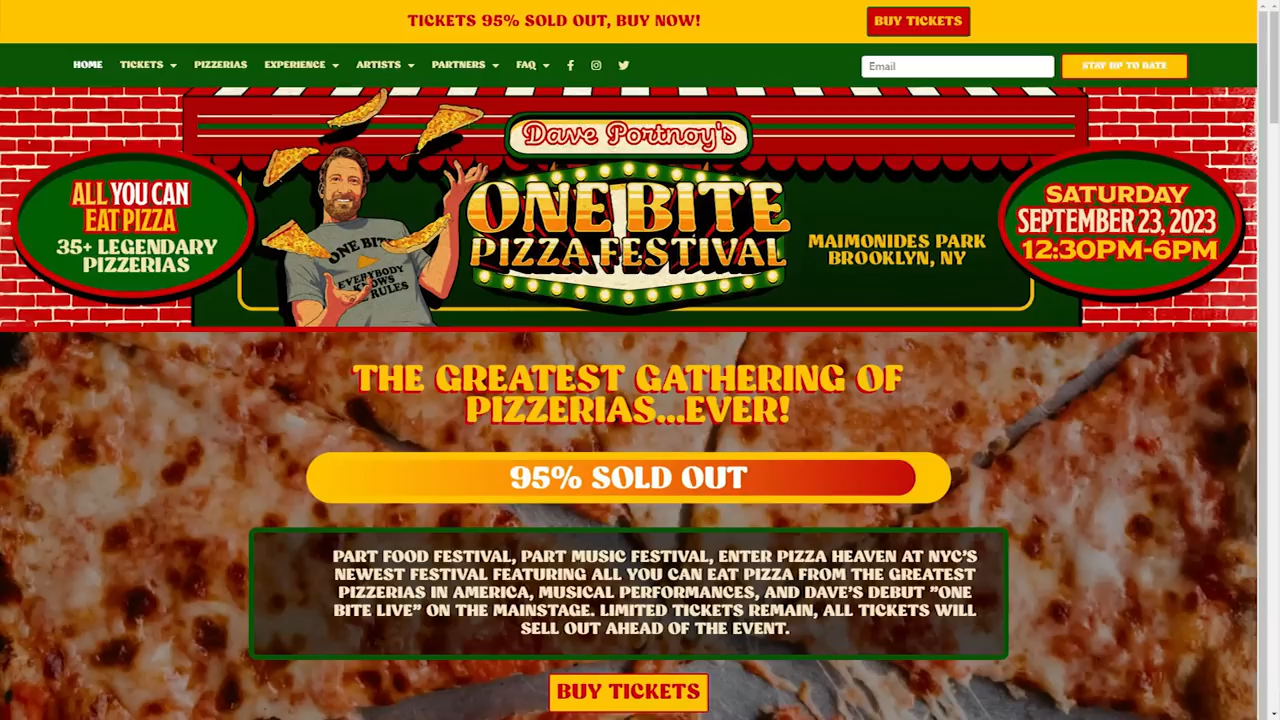 TICKETS 95% SOLD OUT, BUY NOW!
BUY TICKETS
HOME TICKETS PIZZERIAS EXPERIENCE ARTISTS PARTNERS FAQ
Email
STAY UP TO DATE
ALL YOU CAN
EAT PIZZA
35+ LEGENDARY
PIZZERIAS
ONE BITE
EVERYBODY
KNOWS
THE RULES
Dave Portnoy's
ONE BITE
PIZZA FESTIVAL
MAIMONIDES PARK
BROOKLYN, NY
SATURDAY
SEPTEMBER 23, 2023
12:30PM-6PM
THE GREATEST GATHERING OF
PIZZERIAS...EVER!
95% SOLD OUT
PART FOOD FESTIVAL, PART MUSIC FESTIVAL, ENTER PIZZA HEAVEN AT NYC'S
NEWEST FESTIVAL FEATURING ALL YOU CAN EAT PIZZA FROM THE GREATEST
PIZZERIAS IN AMERICA, MUSICAL PERFORMANCES, AND DAVE'S DEBUT "ONE
BITE LIVE" ON THE MAINSTAGE. LIMITED TICKETS REMAIN, ALL TICKETS WILL
SELL OUT AHEAD OF THE EVENT.
BUY TICKETS